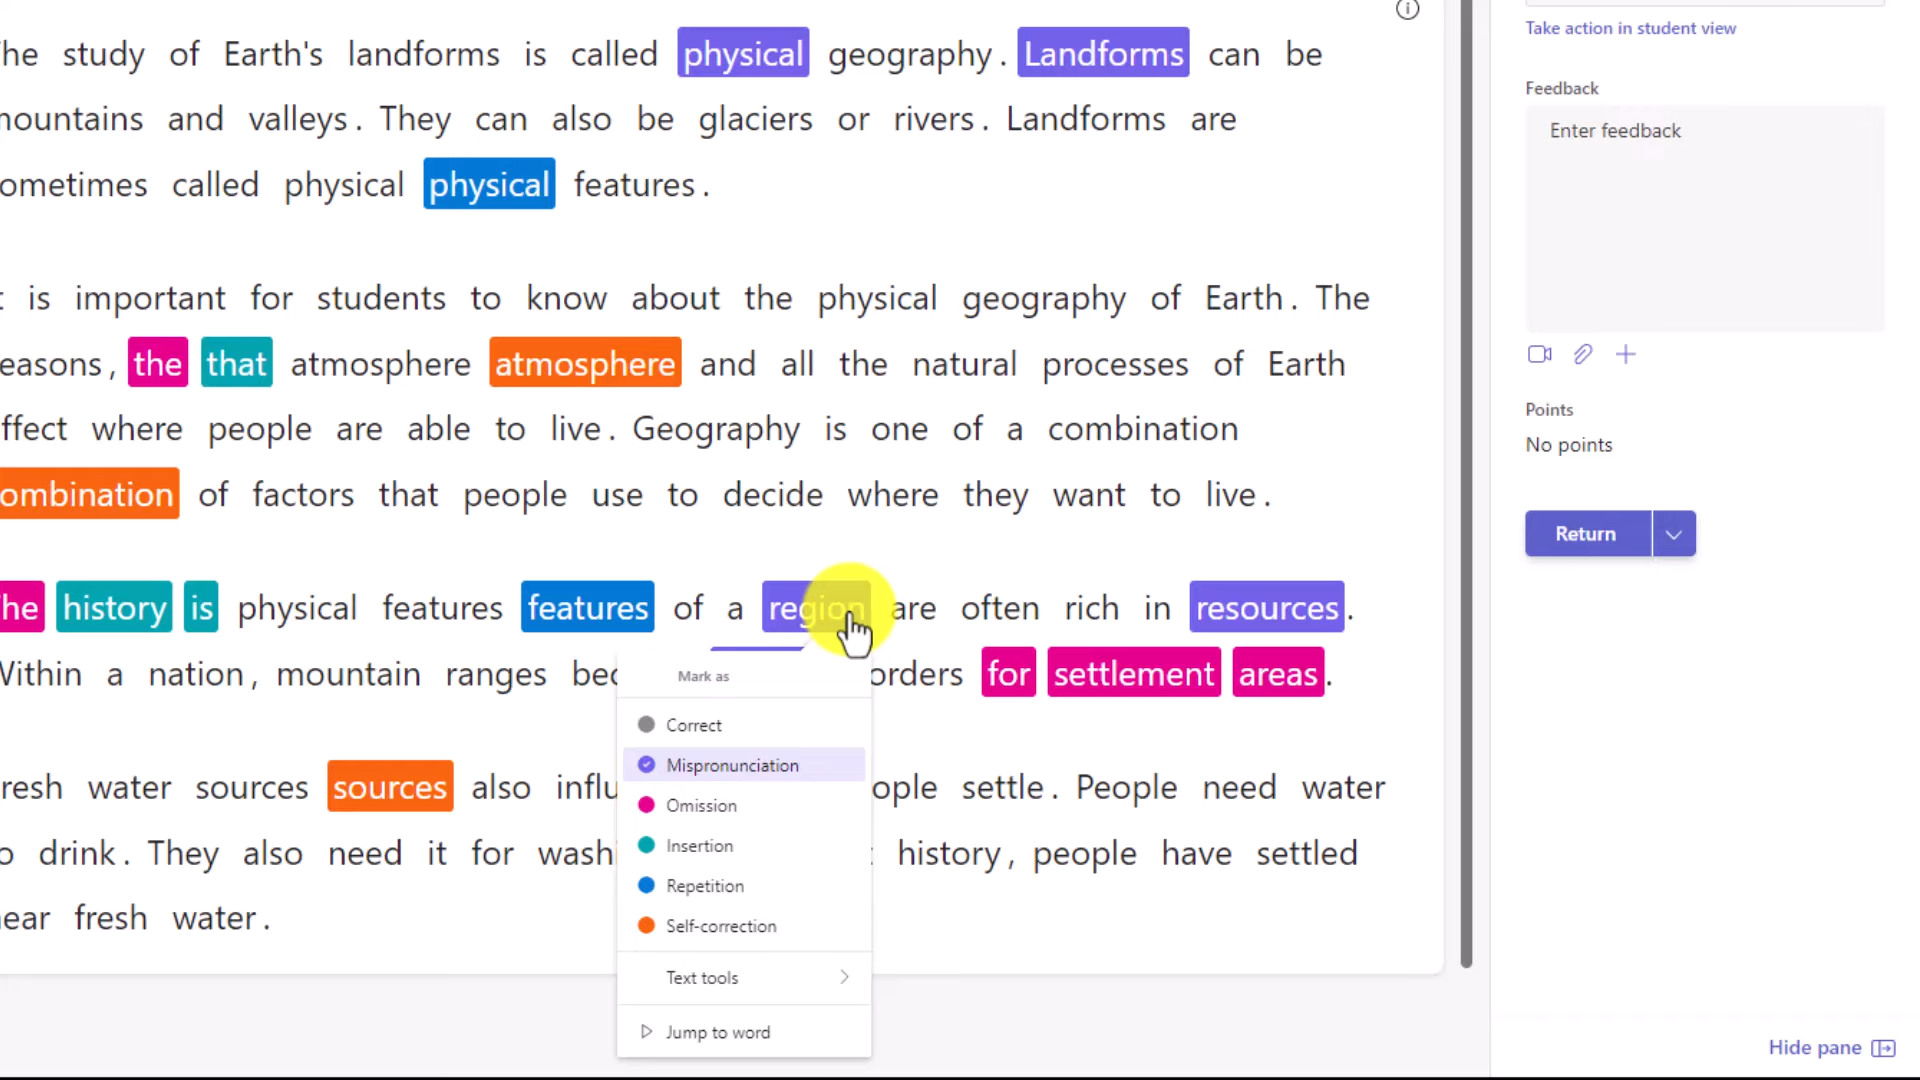 he study of Earth's landforms is called physical geography. Landforms can be
mountains and valleys. They can also be glaciers or rivers. Landforms are
ometimes called physical physical features.
t is important for students to know about the physical geography of Earth. The
easons, the that atmosphere atmosphere and all the natural processes of Earth
ffect where people are able to live. Geography is one of a combination
ombination of factors that people use to decide where they want to live.
he history is physical features features of a region are often rich in resources.
Within a nation, mountain ranges bec orders for settlement areas.
resh water sources sources also influ ople settle. People need water
o drink. They also need it for washi history, people have settled
near fresh water.
Mark as
Correct
Mispronunciation
Omission
Insertion
Repetition
Self-correction
Text tools
Jump to word
Take action in student view
Feedback
Enter feedback
Points
No points
Return
Hide pane